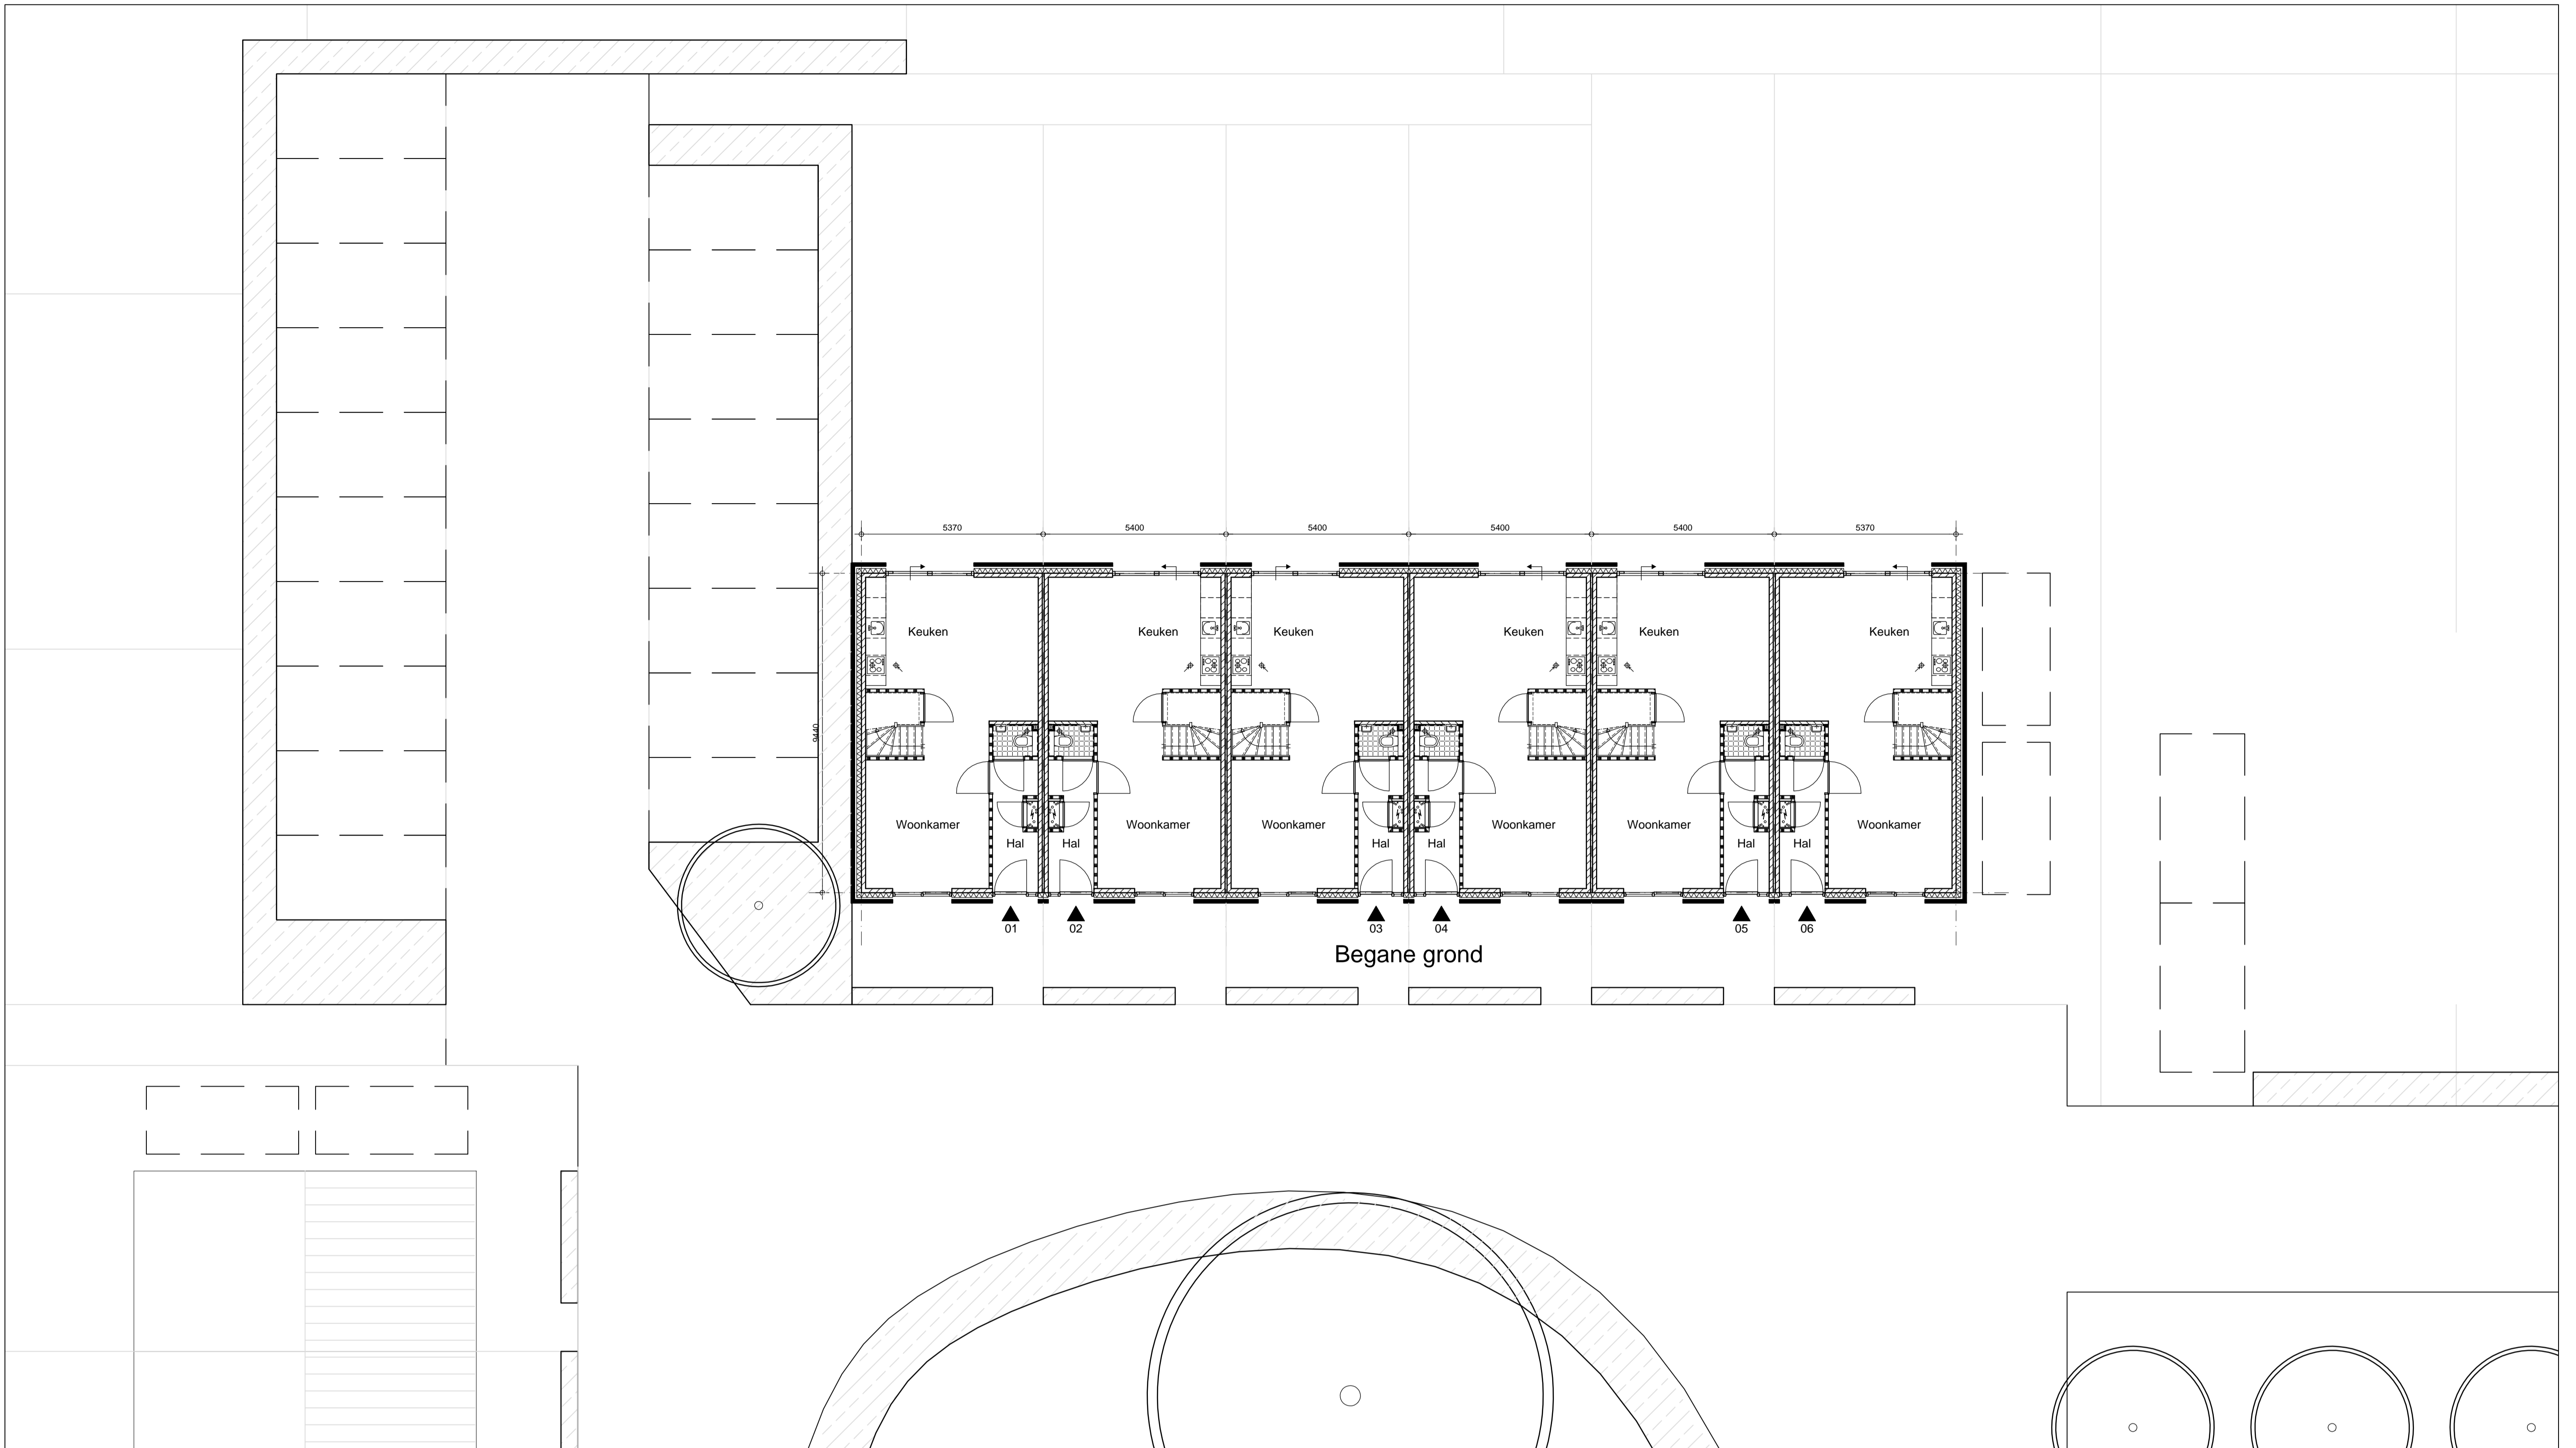 5370 5400 5400 5400 5400 5370
Keuken Keuken Keuken Keuken Keuken Keuken
9440
Woonkamer Woonkamer Woonkamer Woonkamer Woonkamer Woonkamer
Hal Hal Hal Hal Hal Hal
01 02 03 04 05 06
Begane grond